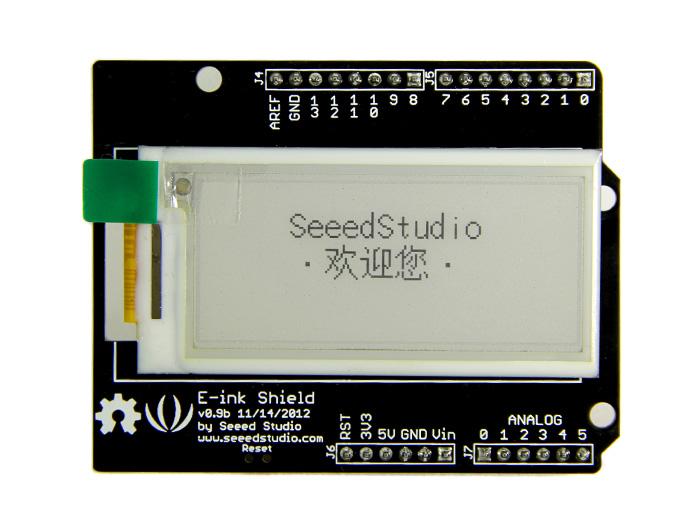 J4
J5
AREF GND 13 12 11 10 9 8
7 6 5 4 3 2 1 0
SeeedStudio
·欢迎您·
E-ink Shield
v0.9b 11/14/2012
by Seeed Studio
www.seeedstudio.com
Reset
J6
RST 3V3 5V GND Vin
J7
ANALOG
0 1 2 3 4 5